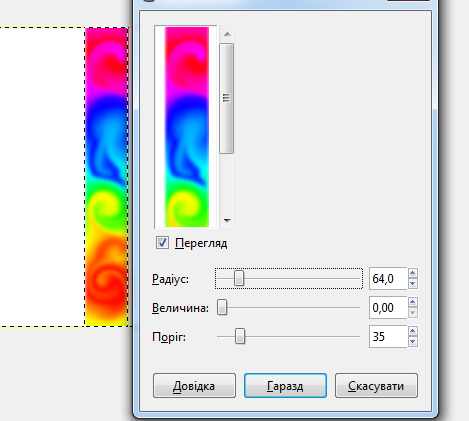 Перегляд
Радіус: 64,0
Величина: 0,00
Поріг: 35
Довідка Гаразд Скасувати